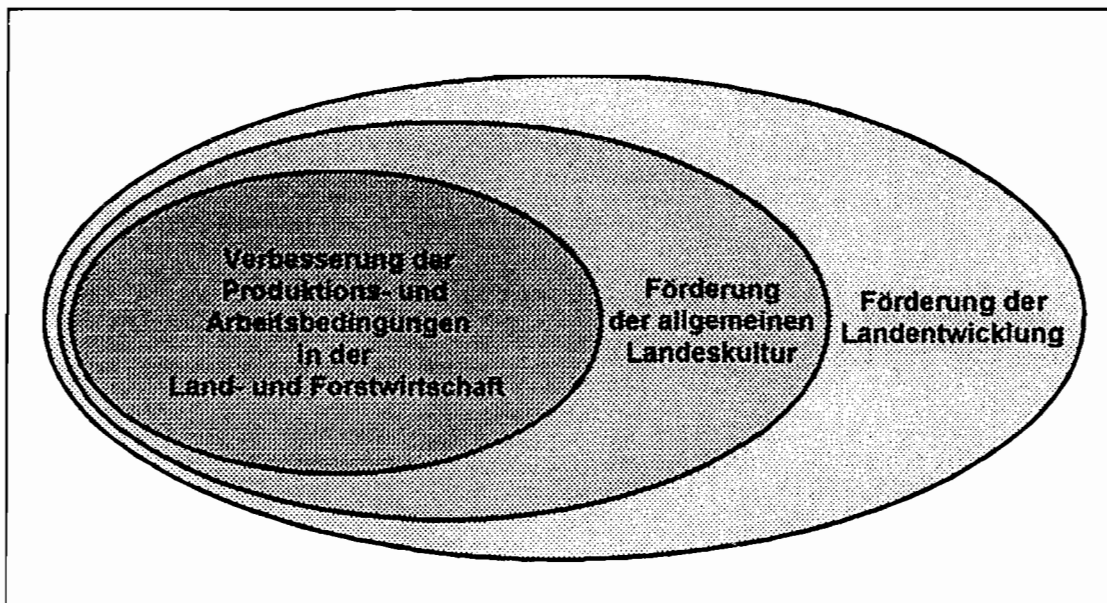 Verbesserung der
Produktions- und
Arbeitsbedingungen
in der
Land- und Forstwirtschaft
Förderung
der allgemeinen
Landeskultur
Förderung der
Landentwicklung